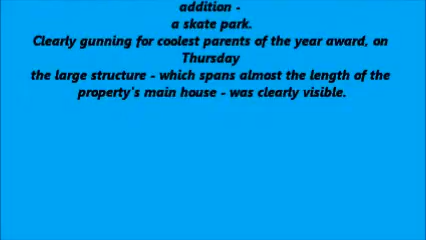 addition -
a skate park.
Clearly gunning for coolest parents of the year award, on
Thursday
the large structure - which spans almost the length of the
property's main house - was clearly visible.